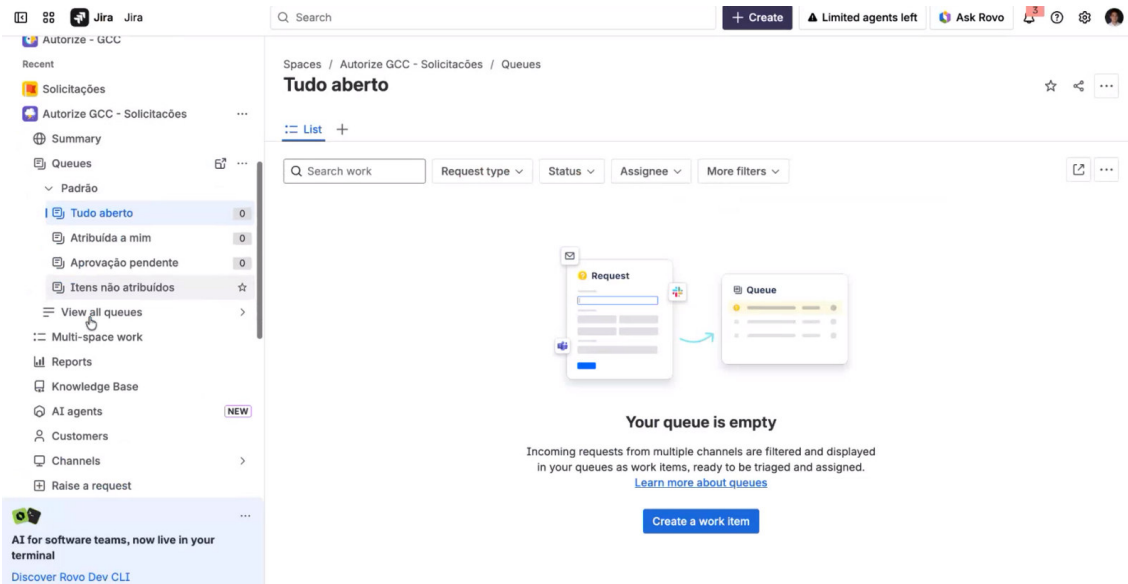 Jira Jira
Search
+ Create
Limited agents left
Ask Rovo
3
Autorize - GCC
Recent
Solicitações
Autorize GCC - Solicitacões
Summary
Queues
Padrão
Tudo aberto 0
Atribuída a mim 0
Aprovação pendente 0
Itens não atribuídos
View all queues
Multi-space work
Reports
Knowledge Base
AI agents NEW
Customers
Channels
Raise a request
AI for software teams, now live in your
terminal
Discover Rovo Dev CLI
Spaces / Autorize GCC - Solicitacões / Queues
Tudo aberto
List
Search work
Request type
Status
Assignee
More filters
Request
Queue
Your queue is empty
Incoming requests from multiple channels are filtered and displayed
in your queues as work items, ready to be triaged and assigned.
Learn more about queues
Create a work item